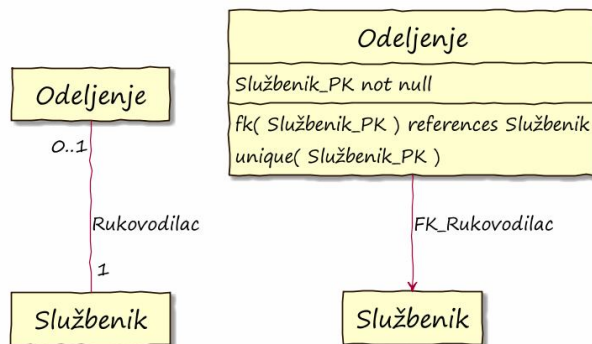 Odeljenje
0..1
Rukovodilac
1
Službenik
Odeljenje
Službenik_PK not null
fk( Službenik_PK ) references Službenik
unique( Službenik_PK )
FK_Rukovodilac
Službenik